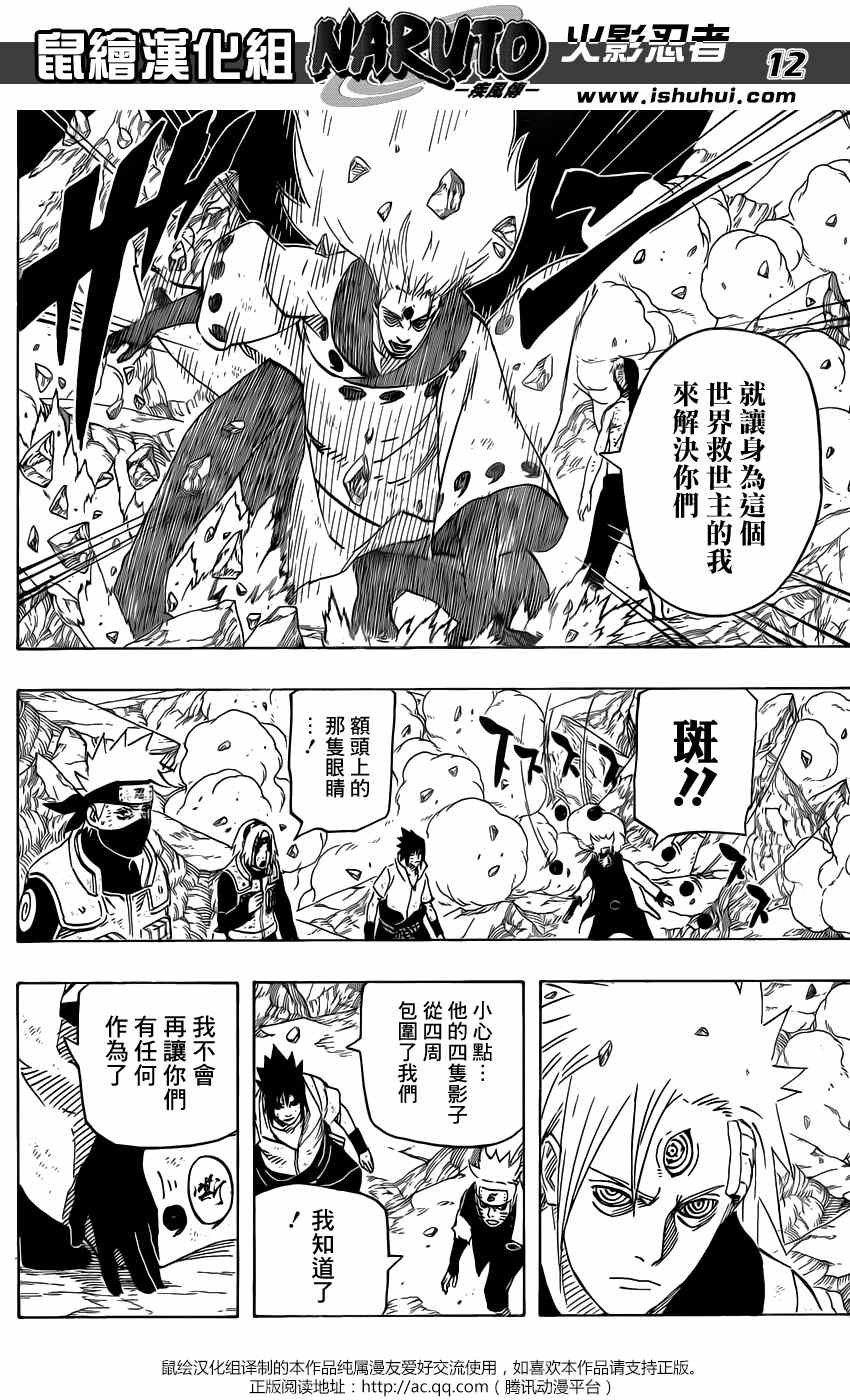 鼠繪漢化組
NARUTO
疾風傳
火影忍者
12
www.ishuhui.com
就讓身為這個
世界救世主的我
來解決你們
斑!!
額頭上的
那隻眼睛
…!
ズズズ
ズズズ
小心點…
他的四隻影子
從四周
包圍了我們
我知道了
!
我不會
再讓你們
有任何
作為了
鼠绘汉化组译制的本作品纯属漫友爱好交流使用，如喜欢本作品请支持正版。
正版阅读地址：http://ac.qq.com（腾讯动漫平台）